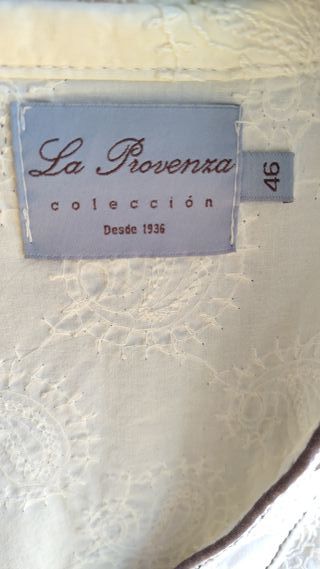 La Provenza
colección
Desde 1936
46